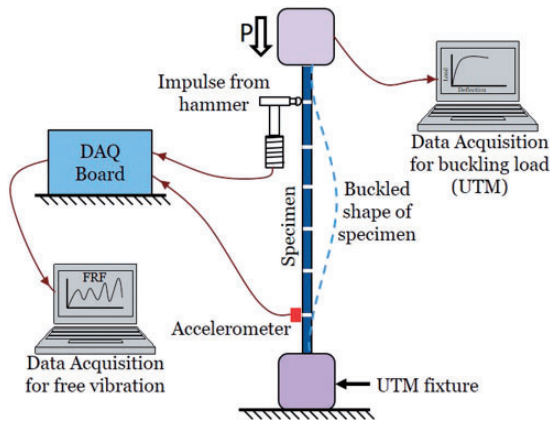 P
Impulse from
hammer
Load
Deflection
Data Acquisition
for buckling load
(UTM)
DAQ
Board
Specimen
Buckled
shape of
specimen
FRF
Accelerometer
Data Acquisition
for free vibration
UTM fixture